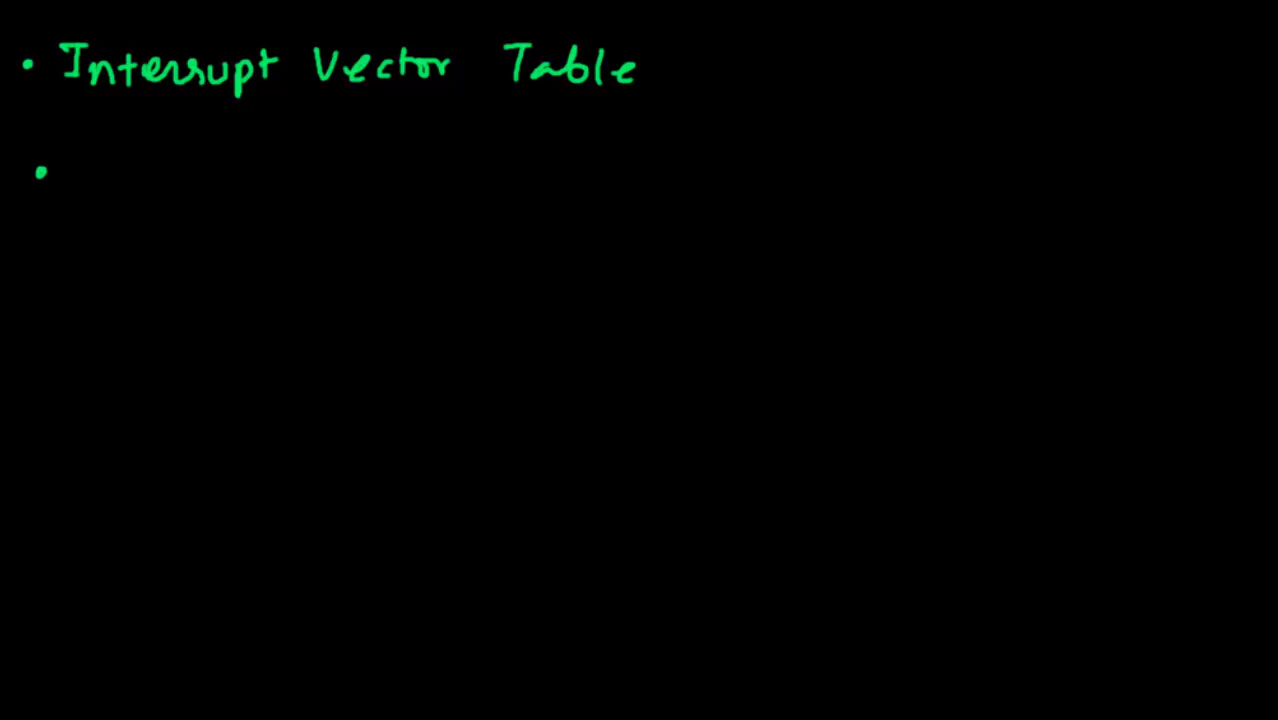 • Interrupt Vector Table
•